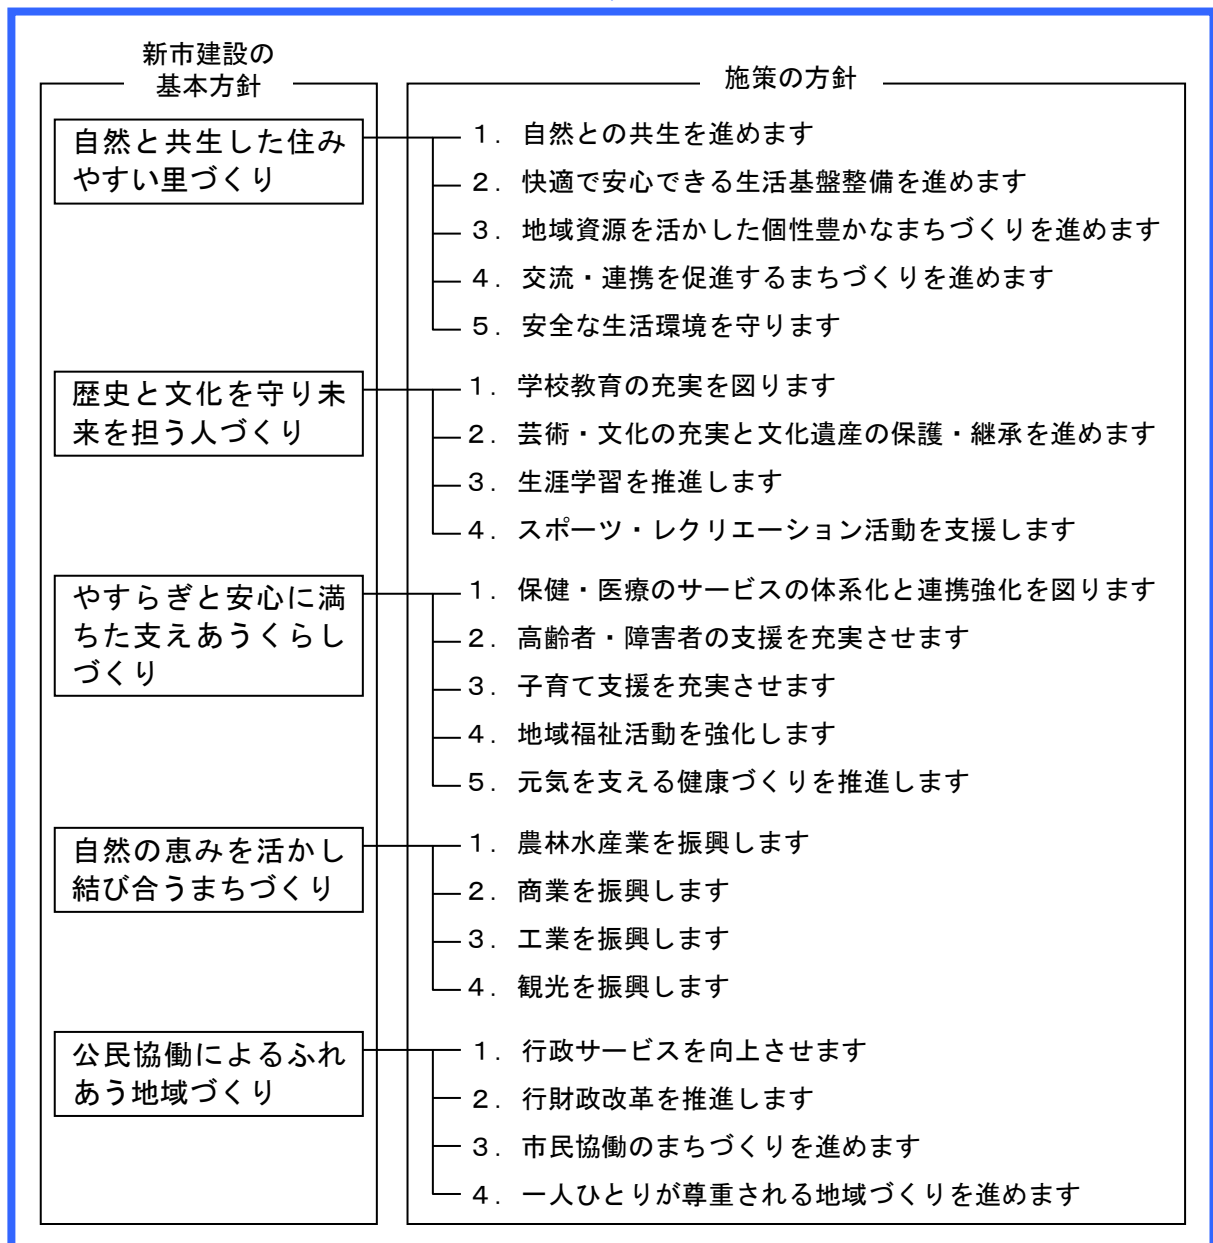 新市建設の
基本方針
施策の方針
自然と共生した住み
やすい里づくり
１．自然との共生を進めます
２．快適で安心できる生活基盤整備を進めます
３．地域資源を活かした個性豊かなまちづくりを進めます
４．交流・連携を促進するまちづくりを進めます
５．安全な生活環境を守ります
歴史と文化を守り未
来を担う人づくり
１．学校教育の充実を図ります
２．芸術・文化の充実と文化遺産の保護・継承を進めます
３．生涯学習を推進します
４．スポーツ・レクリエーション活動を支援します
やすらぎと安心に満
ちた支えあうくらし
づくり
１．保健・医療のサービスの体系化と連携強化を図ります
２．高齢者・障害者の支援を充実させます
３．子育て支援を充実させます
４．地域福祉活動を強化します
５．元気を支える健康づくりを推進します
自然の恵みを活かし
結び合うまちづくり
１．農林水産業を振興します
２．商業を振興します
３．工業を振興します
４．観光を振興します
公民協働によるふれ
あう地域づくり
１．行政サービスを向上させます
２．行財政改革を推進します
３．市民協働のまちづくりを進めます
４．一人ひとりが尊重される地域づくりを進めます